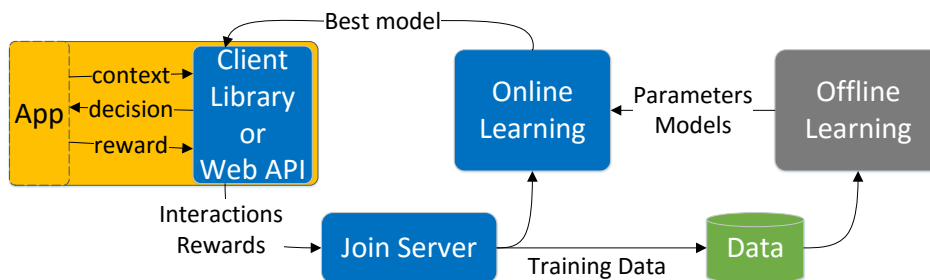 Best model
App
context
decision
reward
Client
Library
or
Web API
Online
Learning
Parameters
Models
Offline
Learning
Interactions
Rewards
Join Server
Training Data
Data